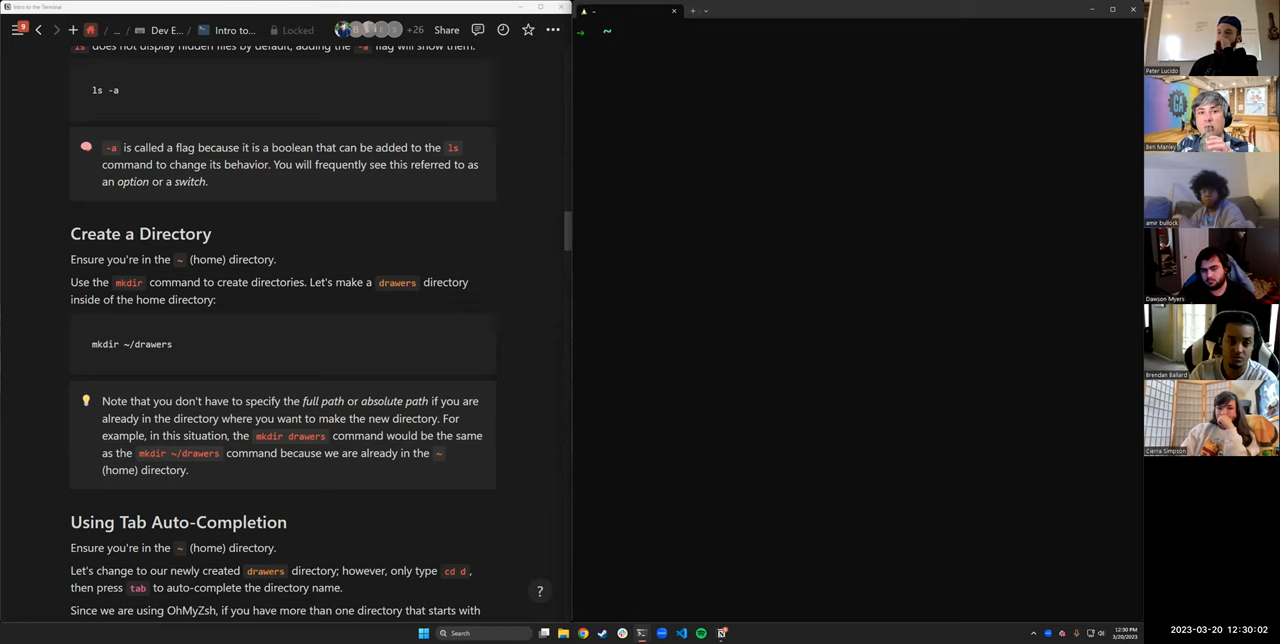 Intro to the Terminal
9
...
Dev E...
Intro to...
Locked
+26
Share
ls does not display hidden files by default, adding the -a flag will show them.
ls -a
-a is called a flag because it is a boolean that can be added to the ls
command to change its behavior. You will frequently see this referred to as
an option or a switch.
Create a Directory
Ensure you're in the ~ (home) directory.
Use the mkdir command to create directories. Let's make a drawers directory
inside of the home directory:
mkdir ~/drawers
Note that you don't have to specify the full path or absolute path if you are
already in the directory where you want to make the new directory. For
example, in this situation, the mkdir drawers command would be the same
as the mkdir ~/drawers command because we are already in the ~
(home) directory.
Using Tab Auto-Completion
Ensure you're in the ~ (home) directory.
Let's change to our newly created drawers directory; however, only type cd d ,
then press tab to auto-complete the directory name.
Since we are using OhMyZsh, if you have more than one directory that starts with
?
~
→ ~
Peter Lucido
GA
Ben Manley
amir bullock
Dawson Myers
Brendan Ballard
Cierra Simpson
Search
12:30 PM
3/20/2023
2023-03-20 12:30:02